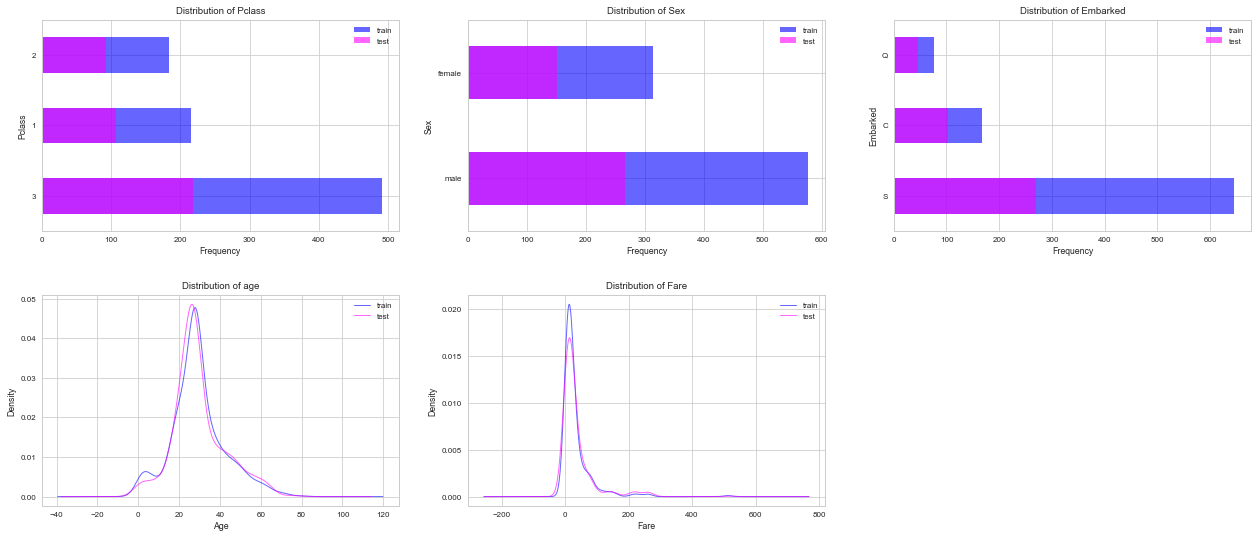 Distribution of Pclass
train
test
2
1
3
Pclass
0 100 200 300 400 500
Frequency
Distribution of Sex
train
test
female
male
Sex
0 100 200 300 400 500 600
Frequency
Distribution of Embarked
train
test
Q
C
S
Embarked
0 100 200 300 400 500 600
Frequency
Distribution of age
train
test
0.05
0.04
0.03
0.02
0.01
0.00
Density
−40 −20 0 20 40 60 80 100 120
Age
Distribution of Fare
train
test
0.020
0.015
0.010
0.005
0.000
Density
−200 0 200 400 600 800
Fare